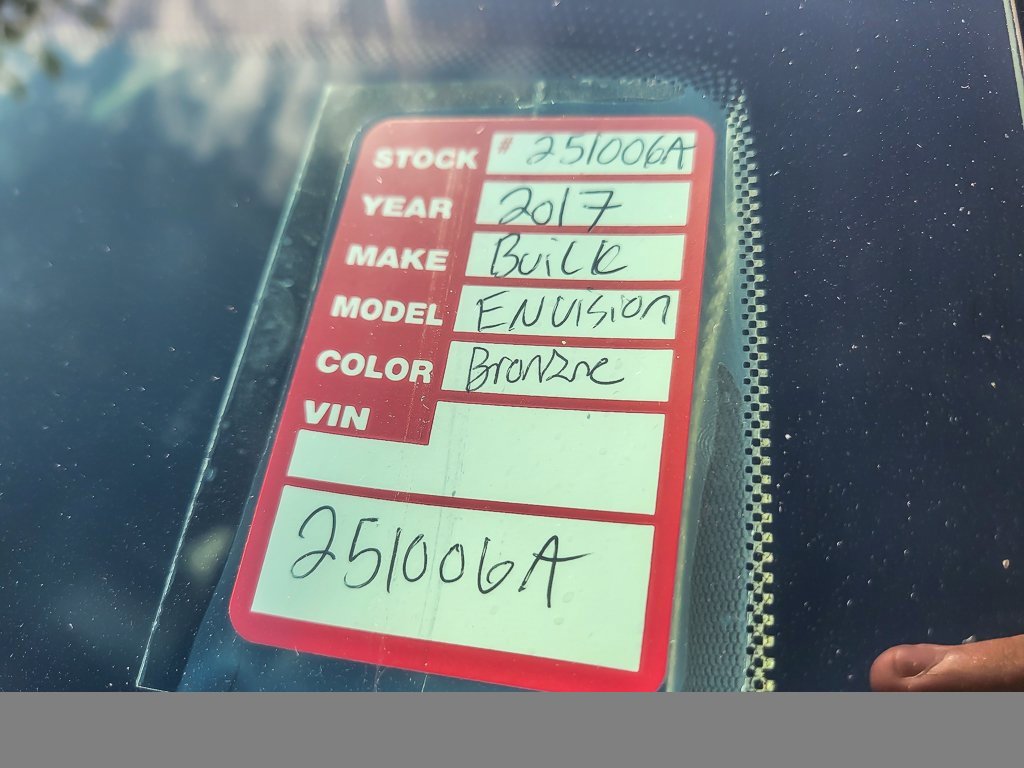 STOCK # 251006A
YEAR 2017
MAKE Buick
MODEL ENVision
COLOR Bronzne
VIN
251006A